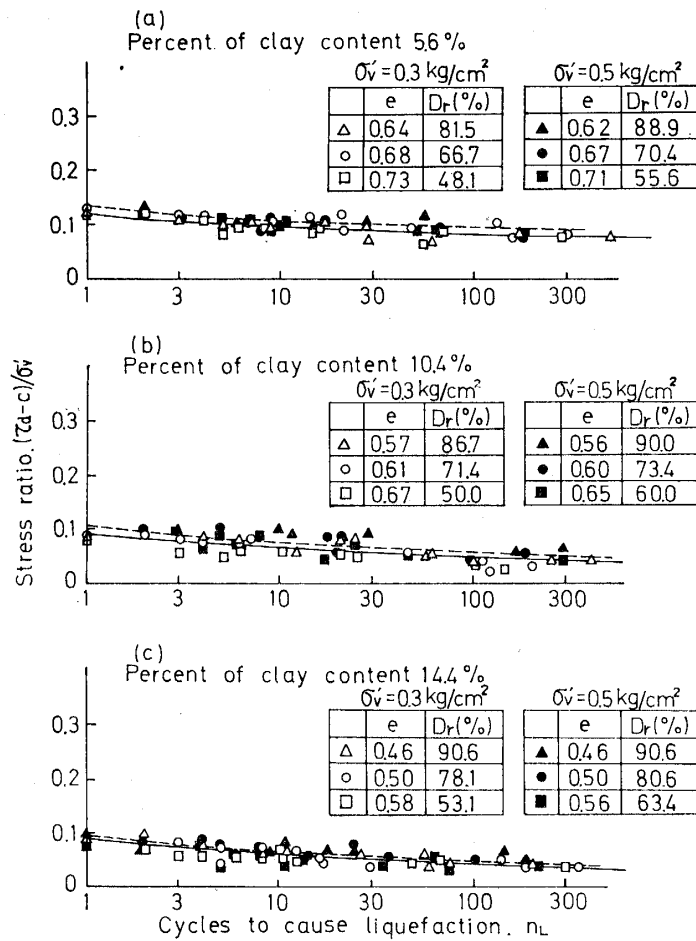 (a)
Percent of clay content 5.6 %
σv'=0.3 kg/cm² σv'=0.5 kg/cm²
e Dr(%) e Dr(%)
△ 0.64 81.5 ▲ 0.62 88.9
○ 0.68 66.7 ● 0.67 70.4
□ 0.73 48.1 ■ 0.71 55.6
0.3
0.2
0.1
0
1 3 10 30 100 300
(b)
Percent of clay content 10.4 %
σv'=0.3 kg/cm² σv'=0.5 kg/cm²
e Dr(%) e Dr(%)
△ 0.57 86.7 ▲ 0.56 90.0
○ 0.61 71.4 ● 0.60 73.4
□ 0.67 50.0 ■ 0.65 60.0
0.3
0.2
0.1
0
1 3 10 30 100 300
Stress ratio, (τd-c)/σv'
(c)
Percent of clay content 14.4 %
σv'=0.3 kg/cm² σv'=0.5 kg/cm²
e Dr(%) e Dr(%)
△ 0.46 90.6 ▲ 0.46 90.6
○ 0.50 78.1 ● 0.50 80.6
□ 0.58 53.1 ■ 0.56 63.4
0.3
0.2
0.1
0
1 3 10 30 100 300
Cycles to cause liquefaction, nL